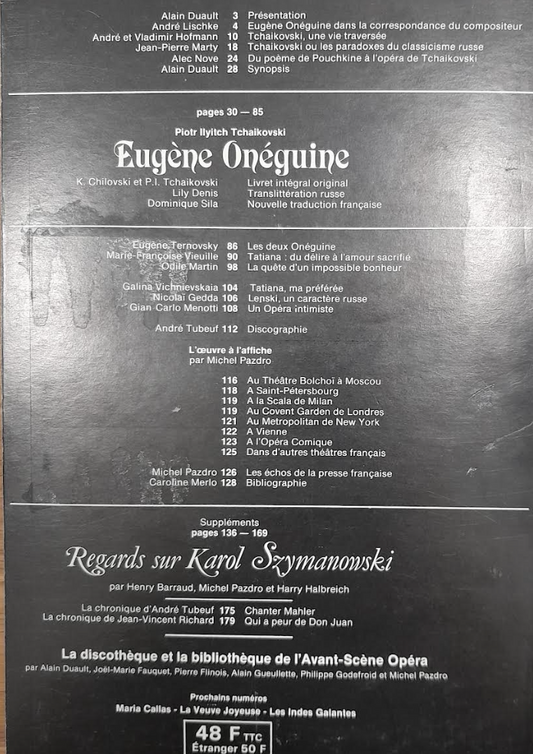 Alain Duault 3 Présentation
André Lischke 4 Eugène Onéguine dans la correspondance du compositeur
André et Vladimir Hofmann 10 Tchaïkovski, une vie traversée
Jean-Pierre Marty 18 Tchaïkovski ou les paradoxes du classicisme russe
Alec Nove 24 Du poème de Pouchkine à l'opéra de Tchaïkovski
Alain Duault 28 Synopsis
pages 30 — 85
Piotr Ilyitch Tchaikovski
Eugène Onéguine
K. Chilovski et P.I. Tchaïkovski Livret intégral original
Lily Denis Translittération russe
Dominique Sila Nouvelle traduction française
Eugène Ternovsky 86 Les deux Onéguine
Marie-Françoise Vieuille 90 Tatiana : du délire à l'amour sacrifié
Odile Martin 98 La quête d'un impossible bonheur
Galina Vichnievskaia 104 Tatiana, ma préférée
Nicolaï Gedda 106 Lenski, un caractère russe
Gian Carlo Menotti 108 Un Opéra intimiste
André Tubeuf 112 Discographie
L'œuvre à l'affiche
par Michel Pazdro
116 Au Théâtre Bolchoï à Moscou
118 A Saint-Pétersbourg
119 A la Scala de Milan
119 Au Covent Garden de Londres
121 Au Metropolitan de New York
122 A Vienne
123 A l'Opéra Comique
125 Dans d'autres théâtres français
Michel Pazdro 126 Les échos de la presse française
Caroline Merlo 128 Bibliographie
Suppléments
pages 136 — 169
Regards sur Karol Szymanowski
par Henry Barraud, Michel Pazdro et Harry Halbreich
La chronique d'André Tubeuf 175 Chanter Mahler
La chronique de Jean-Vincent Richard 179 Qui a peur de Don Juan
La discothèque et la bibliothèque de l'Avant-Scène Opéra
par Alain Duault, Joël-Marie Fauquet, Pierre Flinois, Alain Gueullette, Philippe Godefroid et Michel Pazdro
Prochains numéros
Maria Callas - La Veuve Joyeuse - Les Indes Galantes
48 F TTC
Étranger 50 F